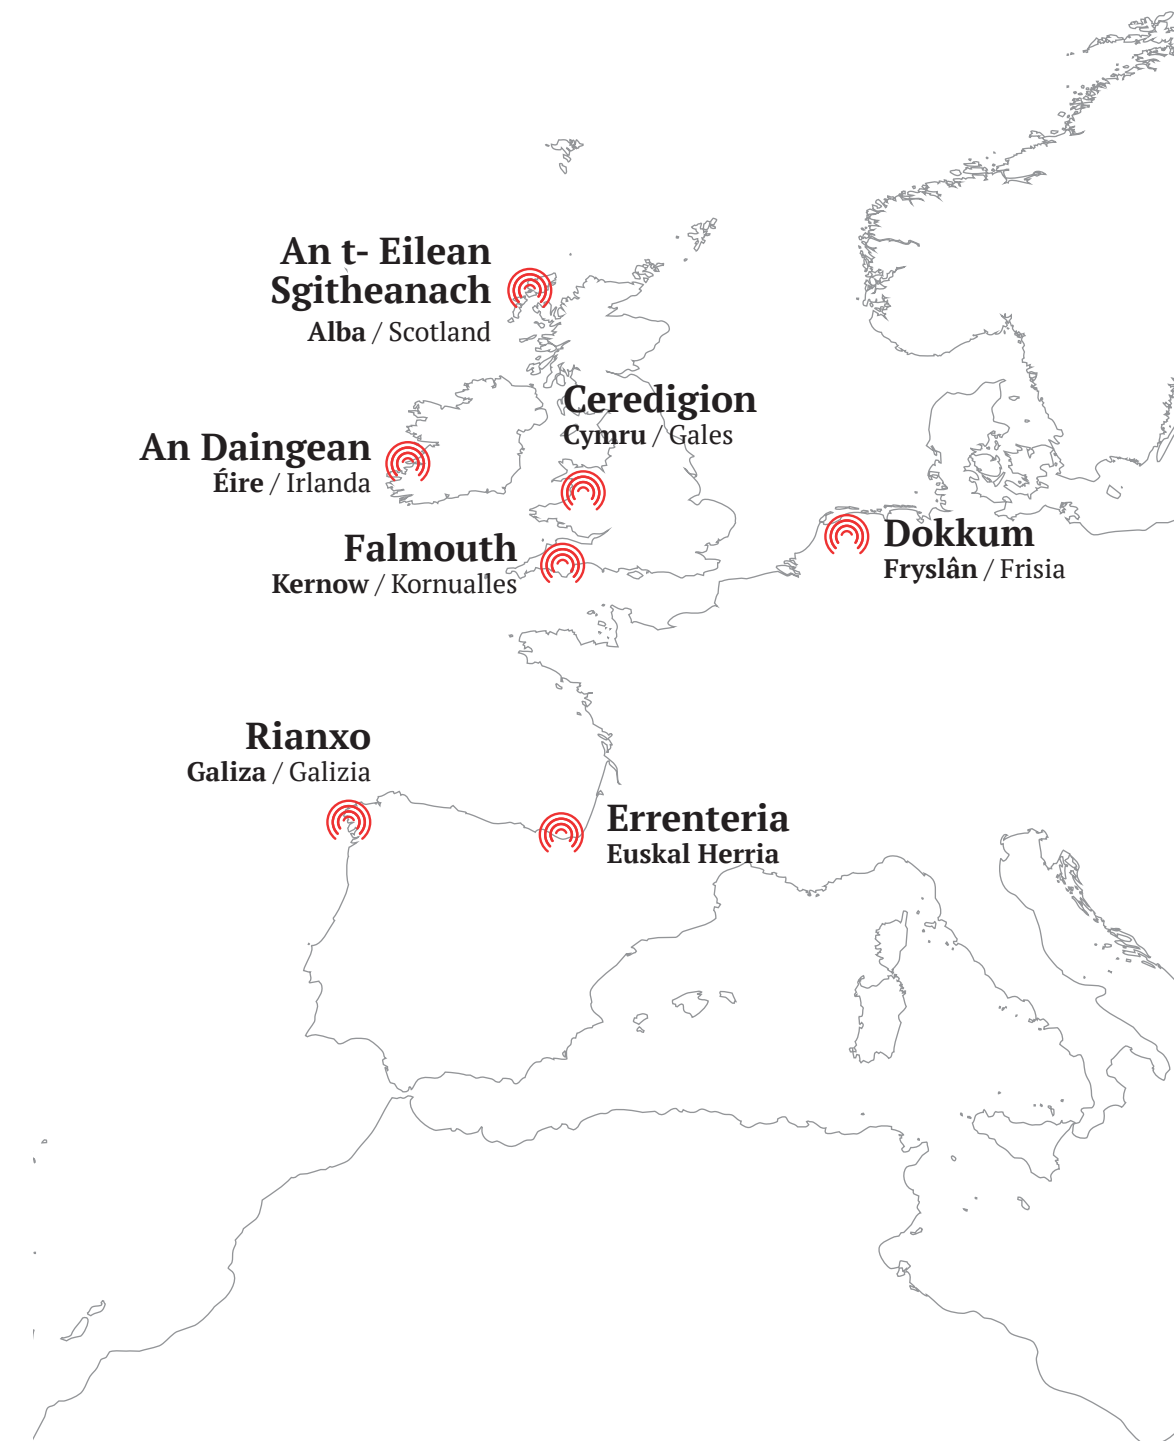 An t- Eilean
Sgitheanach
Alba / Scotland
Ceredigion
Cymru / Gales
An Daingean
Éire / Irlanda
Dokkum
Fryslân / Frisia
Falmouth
Kernow / Kornualles
Rianxo
Galiza / Galizia
Errenteria
Euskal Herria